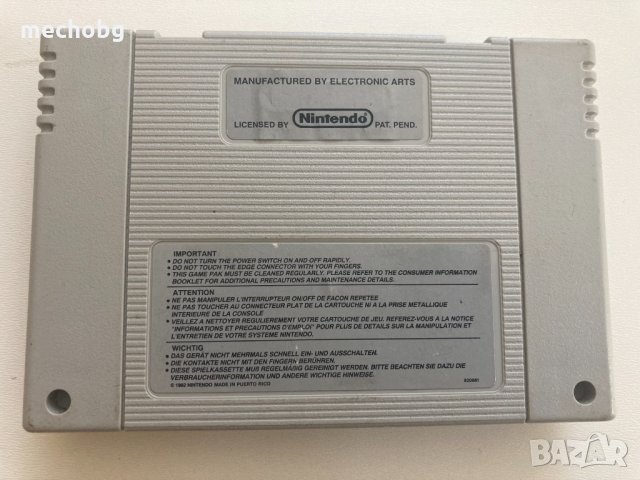 mechobg
MANUFACTURED BY ELECTRONIC ARTS
LICENSED BY Nintendo PAT. PEND.
IMPORTANT
• DO NOT TURN THE POWER SWITCH ON AND OFF RAPIDLY.
• DO NOT TOUCH THE EDGE CONNECTOR WITH YOUR FINGERS.
• THIS GAME PAK MUST BE CLEANED REGULARLY. PLEASE REFER TO THE CONSUMER INFORMATION
BOOKLET FOR ADDITIONAL PRECAUTIONS AND MAINTENANCE DETAILS.
ATTENTION
• NE PAS MANIPULER L'INTERRUPTEUR ON/OFF DE FACON REPETEE
• NE PAS TOUCHER AU CONNECTEUR PLAT DE LA CARTOUCHE NI A LA PRISE METALLIQUE
INTERIEURE DE LA CONSOLE
• VEILLEZ A NETTOYER REGULIEREMENT VOTRE CARTOUCHE DE JEU. REFEREZ-VOUS A LA NOTICE
"INFORMATIONS ET PRECAUTIONS D'EMPLOI" POUR PLUS DE DETAILS SUR LA MANIPULATION ET
L'ENTRETIEN DE VOTRE SYSTEME NINTENDO.
WICHTIG
• DAS GERÄT NICHT MEHRMALS SCHNELL EIN- UND AUSSCHALTEN.
• DIE KONTAKTE NICHT MIT DEN FINGERN BERÜHREN.
• DIESE SPIELKASSETTE MUß REGELMÄßIG GEREINIGT WERDEN. BITTE BEACHTEN SIE DAZU DIE
VERBRAUCHERINFORMATION UND ANDERE WICHTIGE HINWEISE.
© 1992 NINTENDO MADE IN PUERTO RICO
BAZAR